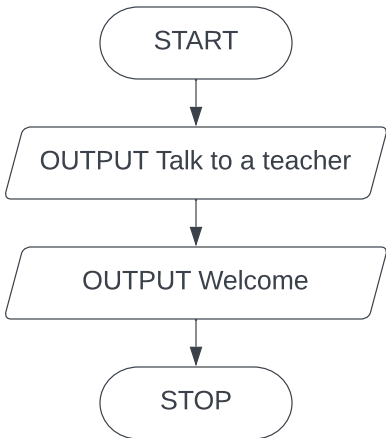 START
OUTPUT Talk to a teacher
OUTPUT Welcome
STOP